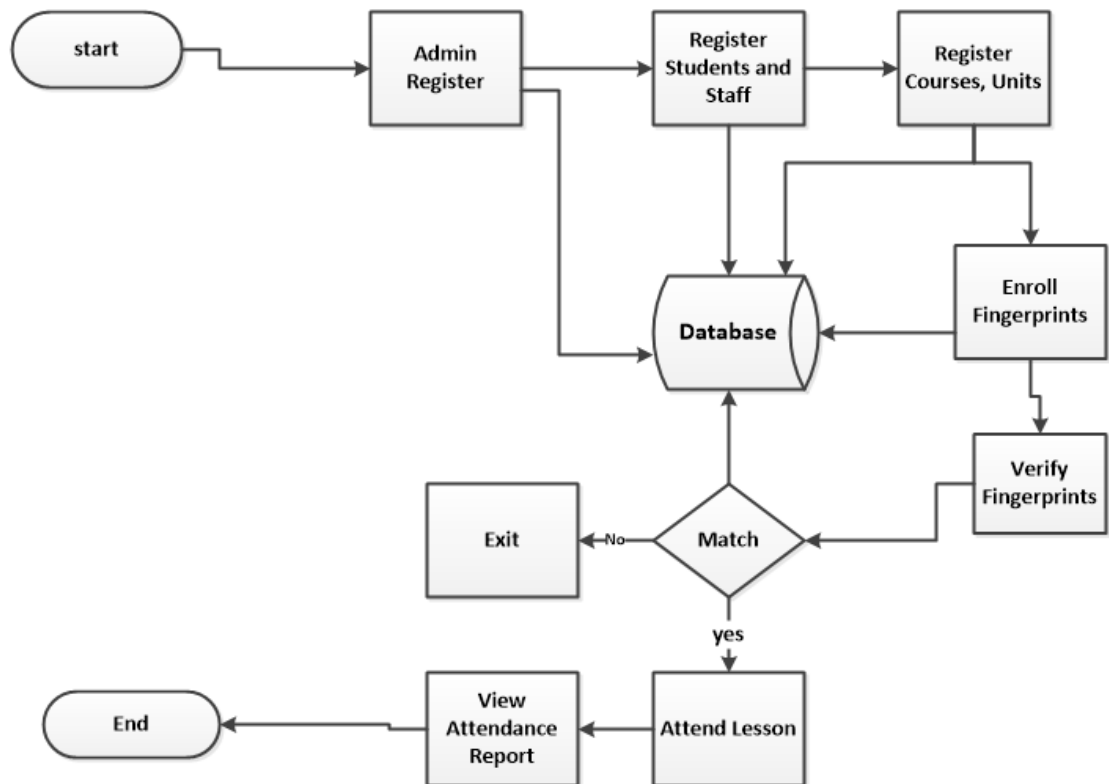 start
Admin
Register
Register
Students and
Staff
Register
Courses, Units
Enroll
Fingerprints
Database
Verify
Fingerprints
Exit
No
Match
yes
End
View
Attendance
Report
Attend Lesson